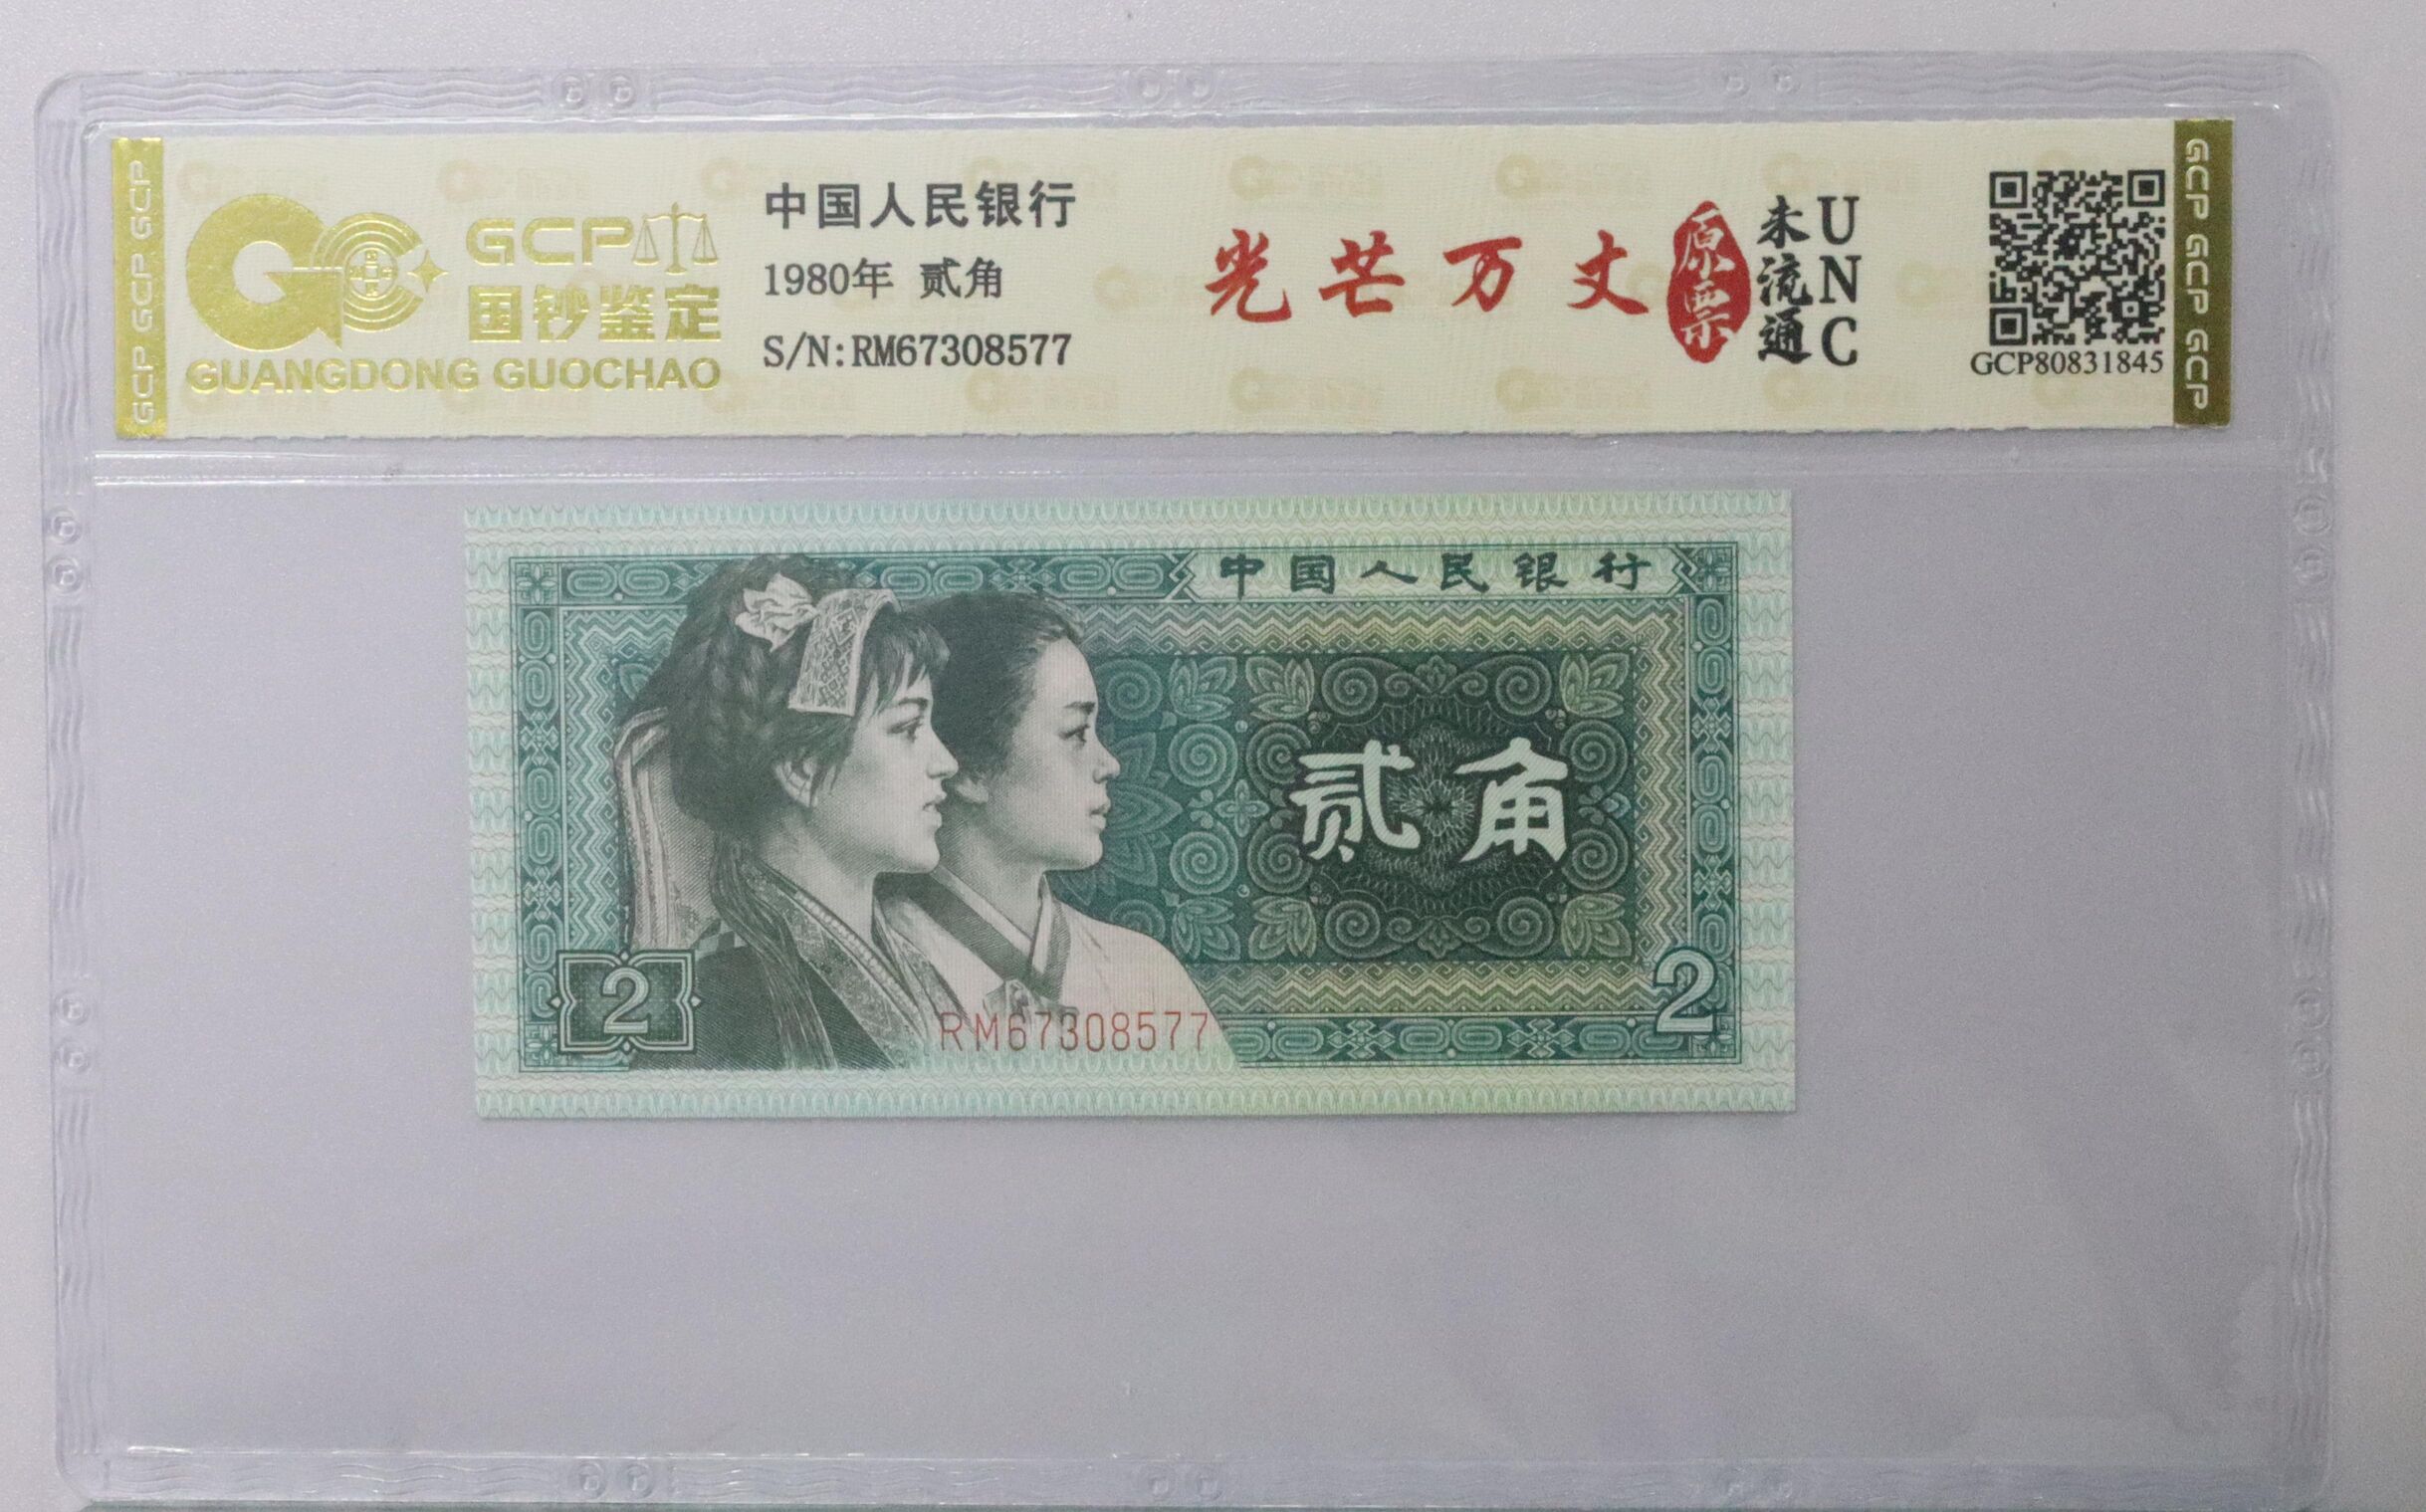 GCP GCP GCP
GCP
国钞鉴定
GUANGDONG GUOCHAO
中国人民银行
1980年 贰角
S/N:RM67308577
光芒万丈
原票
未流通
UNC
GCP80831845
GCP GCP GCP
中国人民银行
贰角
2
RM67308577
2